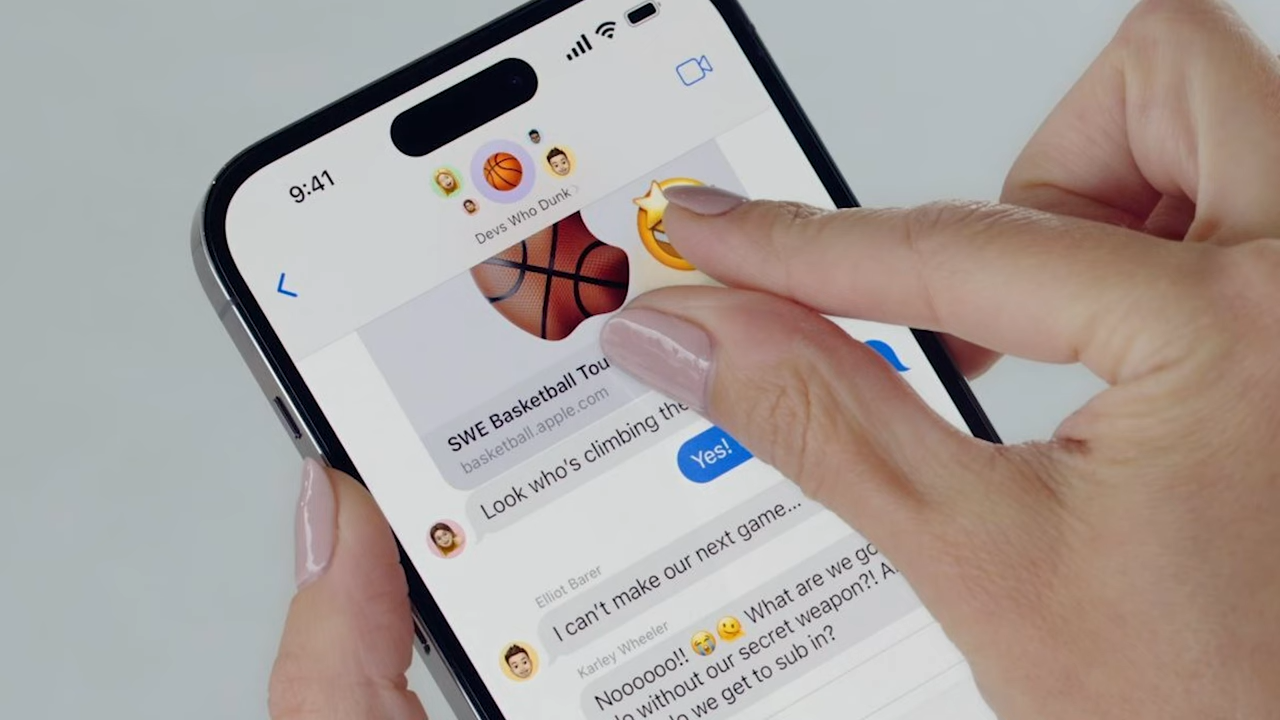 9:41
Devs Who Dunk
SWE Basketball Tou
basketball.apple.com
Look who's climbing the
Yes!
Elliot Barer
I can't make our next game...
Karley Wheeler
Noooooo!! 😭🫠 What are we go
do without our secret weapon?! A
do we get to sub in?